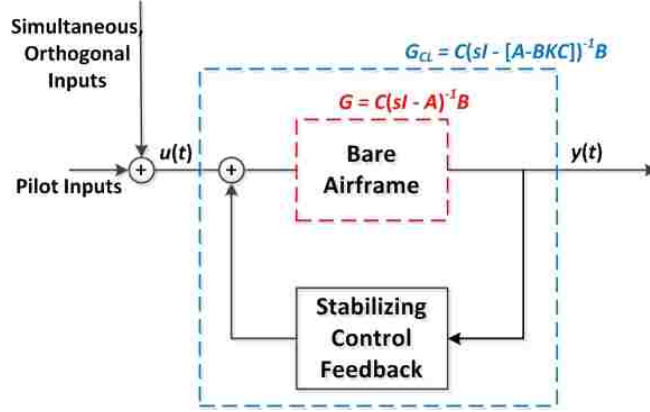 Simultaneous,
Orthogonal
Inputs
G_CL = C(sI - [A-BKC])^-1B
G = C(sI - A)^-1B
u(t)
+
+
Bare
Airframe
y(t)
Pilot Inputs
Stabilizing
Control
Feedback